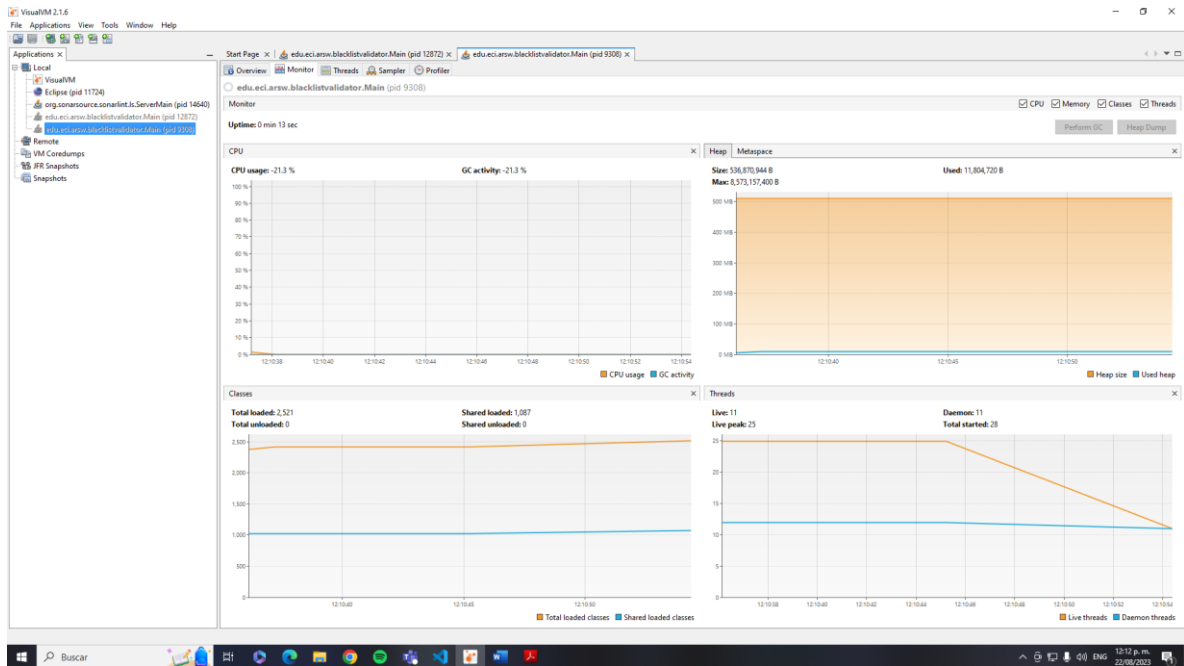 VisualVM 2.1.6
File Applications View Tools Window Help
Applications
Start Page edu.eci.arsw.blacklistvalidator.Main (pid 12872) edu.eci.arsw.blacklistvalidator.Main (pid 9308)
Local
VisualVM
Eclipse (pid 11724)
org.sonarsource.sonarlint.ls.ServerMain (pid 14640)
edu.eci.arsw.blacklistvalidator.Main (pid 12872)
edu.eci.arsw.blacklistvalidator.Main (pid 9308)
Remote
VM Coredumps
JFR Snapshots
Snapshots
Overview Monitor Threads Sampler Profiler
edu.eci.arsw.blacklistvalidator.Main (pid 9308)
Monitor CPU Memory Classes Threads
Uptime: 0 min 13 sec Perform GC Heap Dump
CPU
CPU usage: -21.3 % GC activity: -21.3 %
100 %
90 %
80 %
70 %
60 %
50 %
40 %
30 %
20 %
10 %
0 %
12:10:38 12:10:40 12:10:42 12:10:44 12:10:46 12:10:48 12:10:50 12:10:52 12:10:54
CPU usage GC activity
Heap Metaspace
Size: 536,870,944 B Used: 11,804,720 B
Max: 8,573,157,400 B
500 MB
300 MB
200 MB
100 MB
0 MB
12:10:40 12:10:45 12:10:50
Heap size Used heap
Classes
Total loaded: 2,521 Shared loaded: 1,087
Total unloaded: 0 Shared unloaded: 0
2,500
2,000
1,500
1,000
500
0
12:10:40 12:10:45 12:10:50
Total loaded classes Shared loaded classes
Threads
Live: 11 Daemon: 11
Live peak: 25 Total started: 28
25
20
15
10
5
0
12:10:38 12:10:40 12:10:42 12:10:44 12:10:46 12:10:48 12:10:50 12:10:52 12:10:54
Live threads Daemon threads
Buscar
ENG
12:12 p. m.
22/08/2023